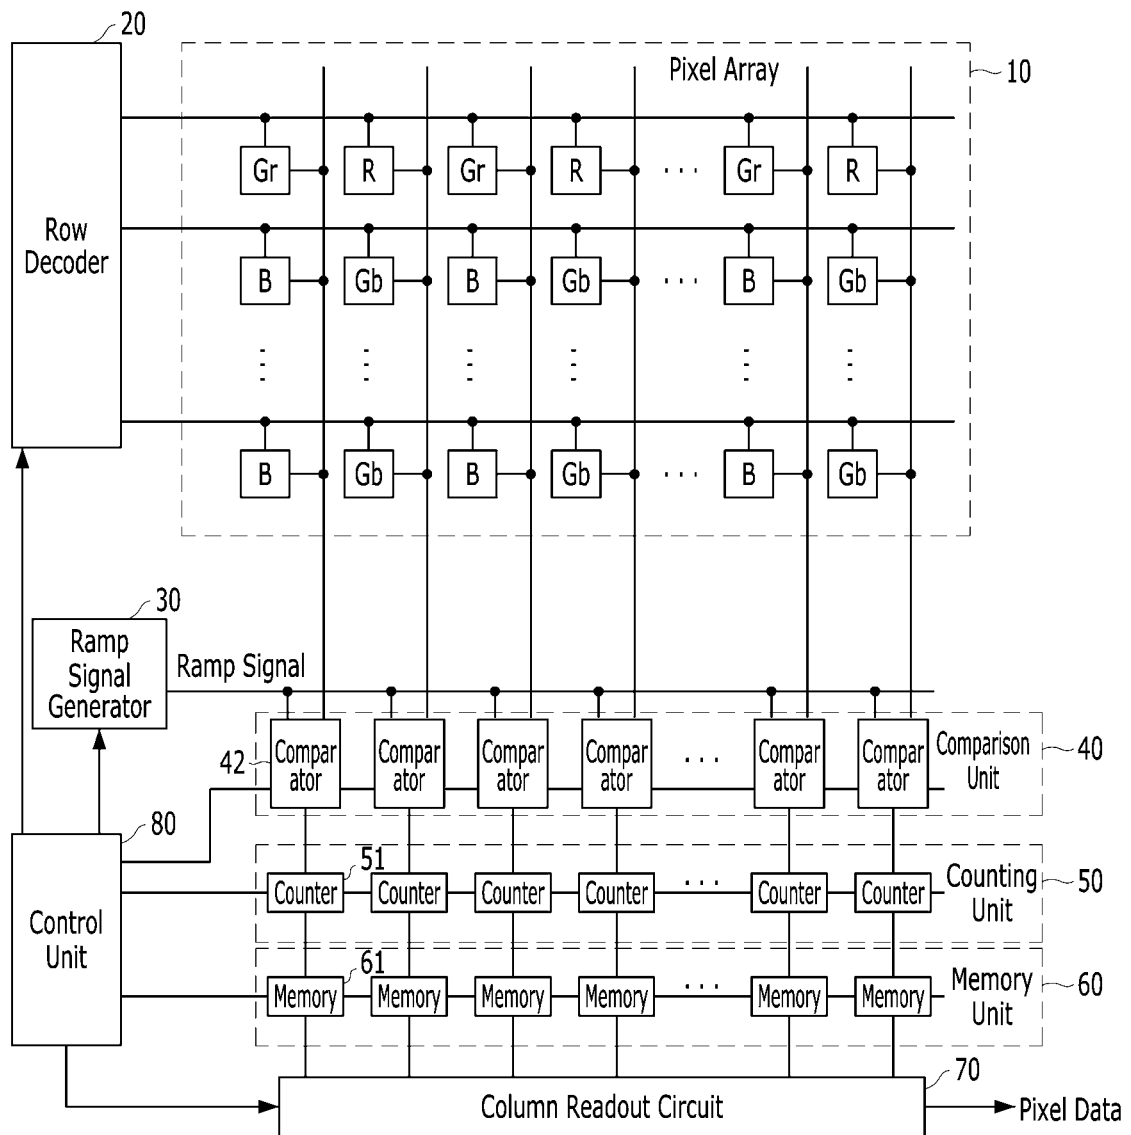 20
Pixel Array
10
Gr R Gr R ... Gr R
Row
Decoder
B Gb B Gb ... B Gb
B Gb B Gb ... B Gb
30
Ramp
Signal
Generator
Ramp Signal
42
Compar
ator
Compar
ator
Compar
ator
Compar
ator
...
Compar
ator
Compar
ator
Comparison
Unit
40
80
Control
Unit
51
Counter Counter Counter Counter ... Counter Counter
Counting
Unit
50
61
Memory Memory Memory Memory ... Memory Memory
Memory
Unit
60
70
Column Readout Circuit
Pixel Data